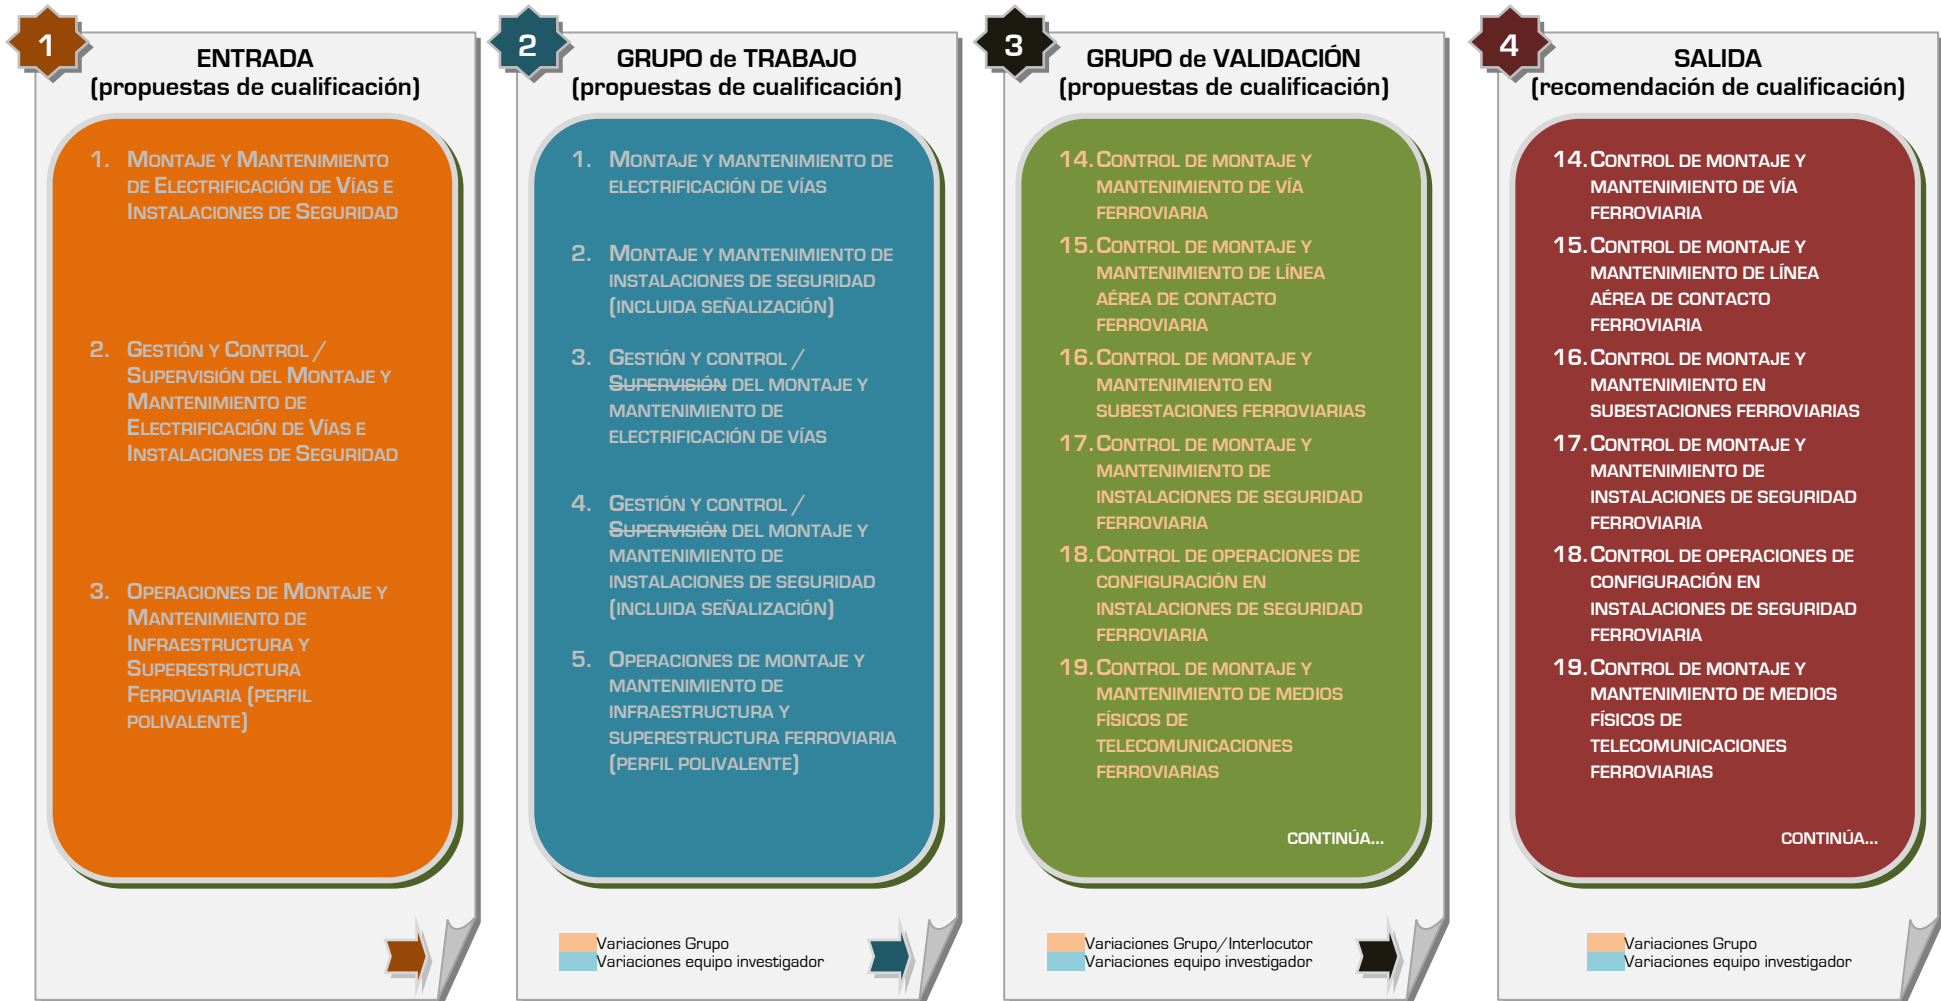 1
ENTRADA
(propuestas de cualificación)
1. Montaje y Mantenimiento
de Electrificación de Vías e
Instalaciones de Seguridad
2. Gestión y Control /
Supervisión del Montaje y
Mantenimiento de
Electrificación de Vías e
Instalaciones de Seguridad
3. Operaciones de Montaje y
Mantenimiento de
Infraestructura y
Superestructura
Ferroviaria (perfil
polivalente)
2
GRUPO de TRABAJO
(propuestas de cualificación)
1. Montaje y mantenimiento de
electrificación de vías
2. Montaje y mantenimiento de
instalaciones de seguridad
(incluida señalización)
3. Gestión y control /
Supervisión del montaje y
mantenimiento de
electrificación de vías
4. Gestión y control /
Supervisión del montaje y
mantenimiento de
instalaciones de seguridad
(incluida señalización)
5. Operaciones de montaje y
mantenimiento de
infraestructura y
superestructura ferroviaria
(perfil polivalente)
Variaciones Grupo
Variaciones equipo investigador
3
GRUPO de VALIDACIÓN
(propuestas de cualificación)
14. Control de montaje y
mantenimiento de vía
ferroviaria
15. Control de montaje y
mantenimiento de línea
aérea de contacto
ferroviaria
16. Control de montaje y
mantenimiento en
subestaciones ferroviarias
17. Control de montaje y
mantenimiento de
instalaciones de seguridad
ferroviaria
18. Control de operaciones de
configuración en
instalaciones de seguridad
ferroviaria
19. Control de montaje y
mantenimiento de medios
físicos de
telecomunicaciones
ferroviarias
continúa...
Variaciones Grupo/Interlocutor
Variaciones equipo investigador
4
SALIDA
(recomendación de cualificación)
14. Control de montaje y
mantenimiento de vía
ferroviaria
15. Control de montaje y
mantenimiento de línea
aérea de contacto
ferroviaria
16. Control de montaje y
mantenimiento en
subestaciones ferroviarias
17. Control de montaje y
mantenimiento de
instalaciones de seguridad
ferroviaria
18. Control de operaciones de
configuración en
instalaciones de seguridad
ferroviaria
19. Control de montaje y
mantenimiento de medios
físicos de
telecomunicaciones
ferroviarias
continúa...
Variaciones Grupo
Variaciones equipo investigador